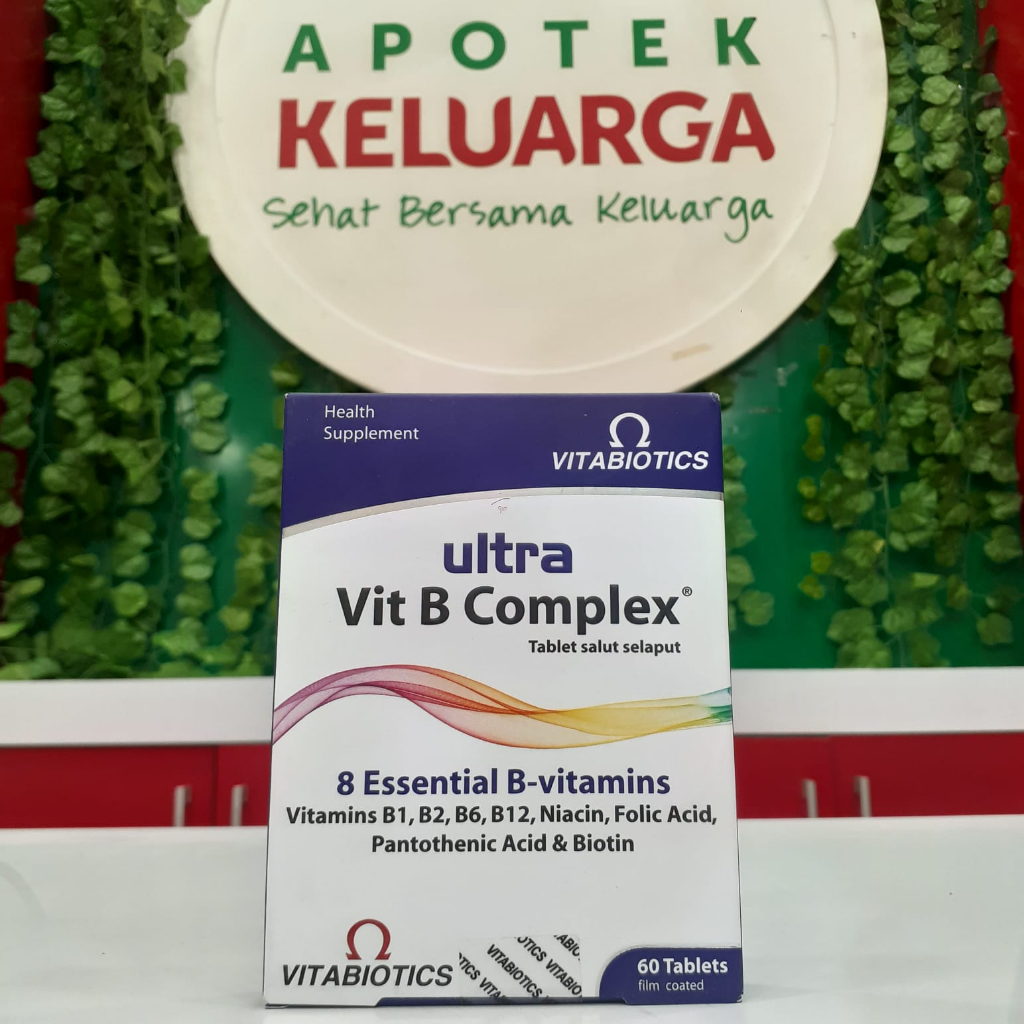 APOTEK
KELUARGA
Sehat Bersama Keluarga
Health
Supplement
VITABIOTICS
ultra
Vit B Complex®
Tablet salut selaput
8 Essential B-vitamins
Vitamins B1, B2, B6, B12, Niacin, Folic Acid,
Pantothenic Acid & Biotin
VITABIOTICS
VITABIOTICS
60 Tablets
film coated